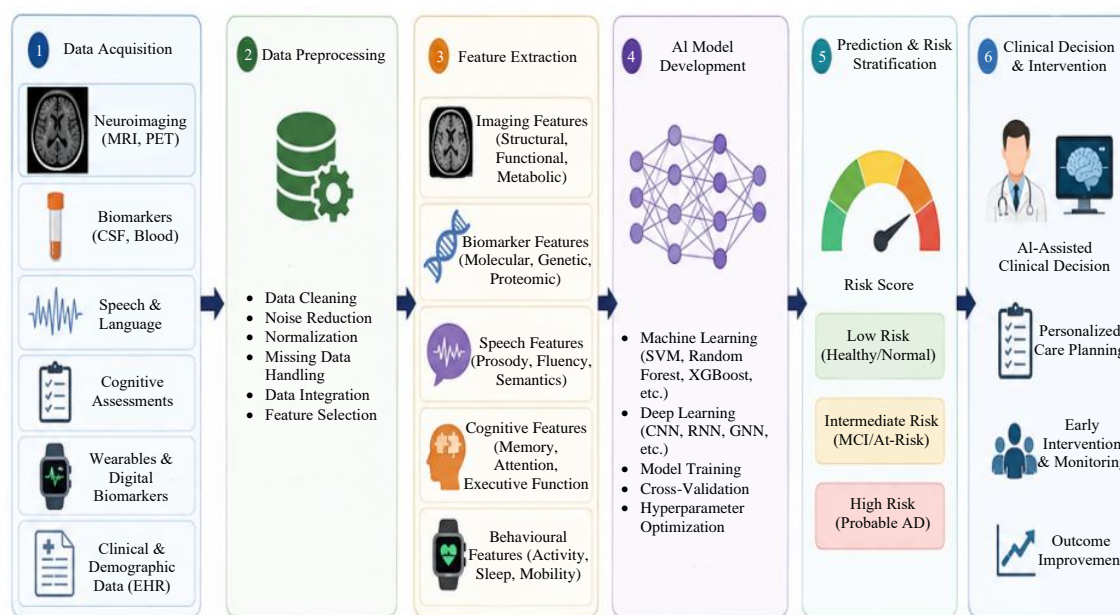 1 Data Acquisition
Neuroimaging
(MRI, PET)
Biomarkers
(CSF, Blood)
Speech &
Language
Cognitive
Assessments
Wearables &
Digital
Biomarkers
Clinical &
Demographic
Data (EHR)
2 Data Preprocessing
• Data Cleaning
• Noise Reduction
• Normalization
• Missing Data
Handling
• Data Integration
• Feature Selection
3 Feature Extraction
Imaging Features
(Structural,
Functional,
Metabolic)
Biomarker Features
(Molecular, Genetic,
Proteomic)
Speech Features
(Prosody, Fluency,
Semantics)
Cognitive Features
(Memory,
Attention,
Executive Function
Behavioural
Features (Activity,
Sleep, Mobility)
4 AI Model
Development
• Machine Learning
(SVM, Random
Forest, XGBoost,
etc.)
• Deep Learning
(CNN, RNN, GNN,
etc.)
• Model Training
• Cross-Validation
• Hyperparameter
Optimization
5 Prediction & Risk
Stratification
Risk Score
Low Risk
(Healthy/Normal)
Intermediate Risk
(MCI/At-Risk)
High Risk
(Probable AD)
6 Clinical Decision
& Intervention
AI-Assisted
Clinical Decision
Personalized
Care Planning
Early
Intervention
& Monitoring
Outcome
Improvement